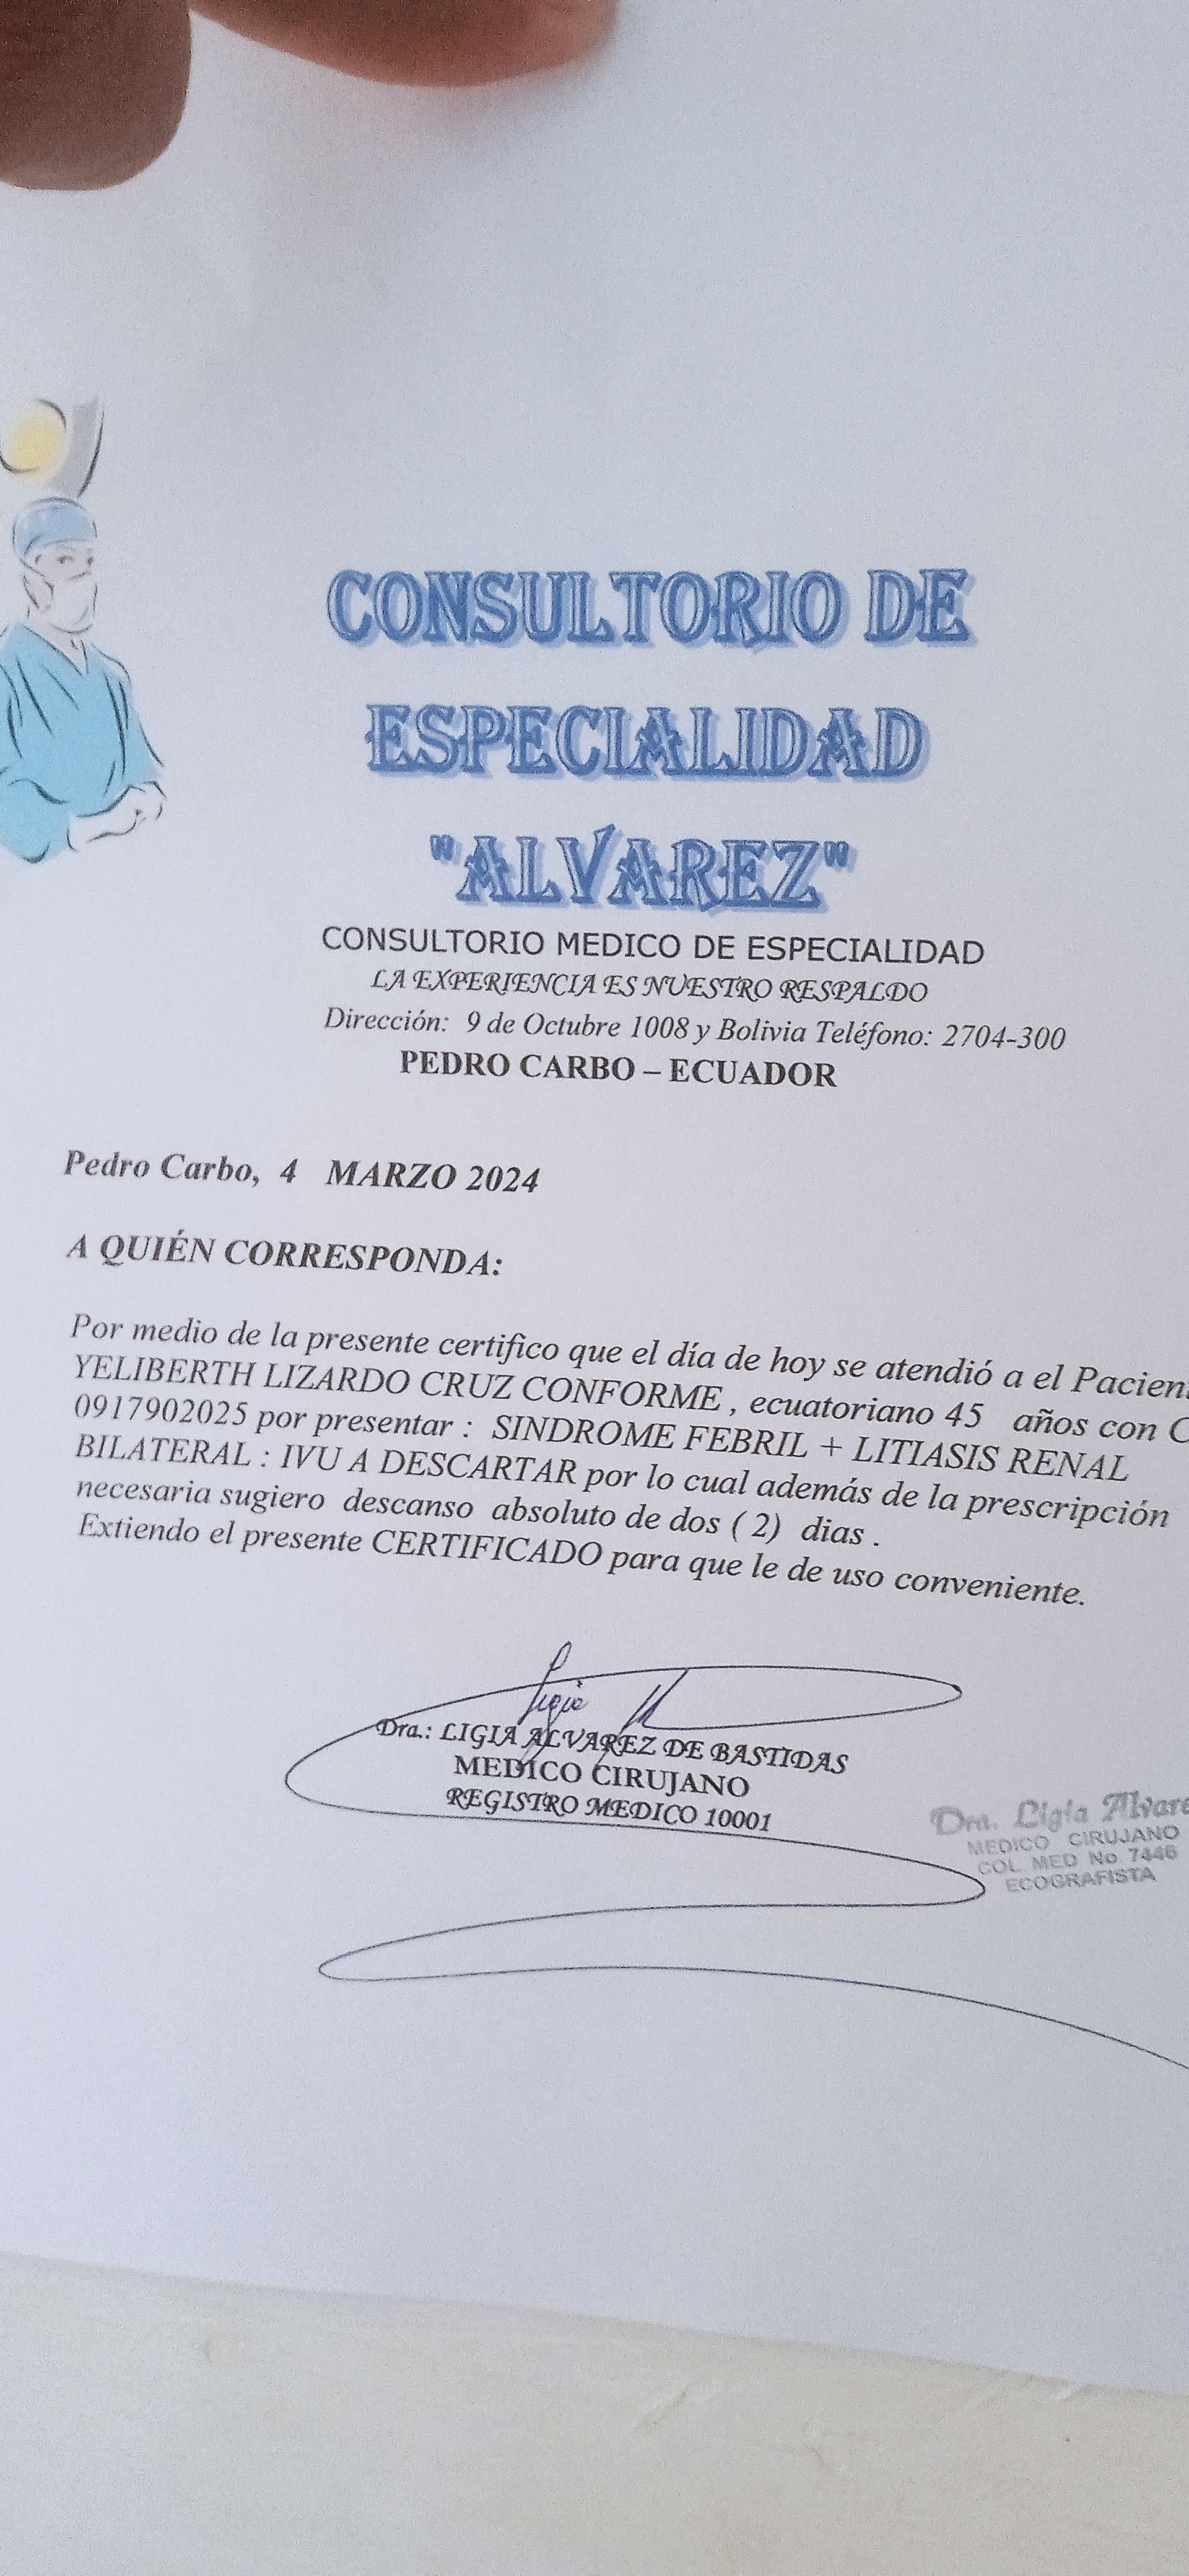 CONSULTORIO DE
ESPECIALIDAD
"ALVAREZ"
CONSULTORIO MEDICO DE ESPECIALIDAD
LA EXPERIENCIA ES NUESTRO RESPALDO
Dirección: 9 de Octubre 1008 y Bolivia Teléfono: 2704-300
PEDRO CARBO – ECUADOR
Pedro Carbo, 4 MARZO 2024
A QUIÉN CORRESPONDA:
Por medio de la presente certifico que el día de hoy se atendió a el Pacien
YELIBERTH LIZARDO CRUZ CONFORME , ecuatoriano 45 años con C
0917902025 por presentar : SINDROME FEBRIL + LITIASIS RENAL
BILATERAL : IVU A DESCARTAR por lo cual además de la prescripción
necesaria sugiero descanso absoluto de dos ( 2) dias .
Extiendo el presente CERTIFICADO para que le de uso conveniente.
Dra.: LIGIA ALVAREZ DE BASTIDAS
MEDICO CIRUJANO
REGISTRO MEDICO 10001
Dra. Ligia Alvare
MEDICO CIRUJANO
COL. MED No. 7446
ECOGRAFISTA